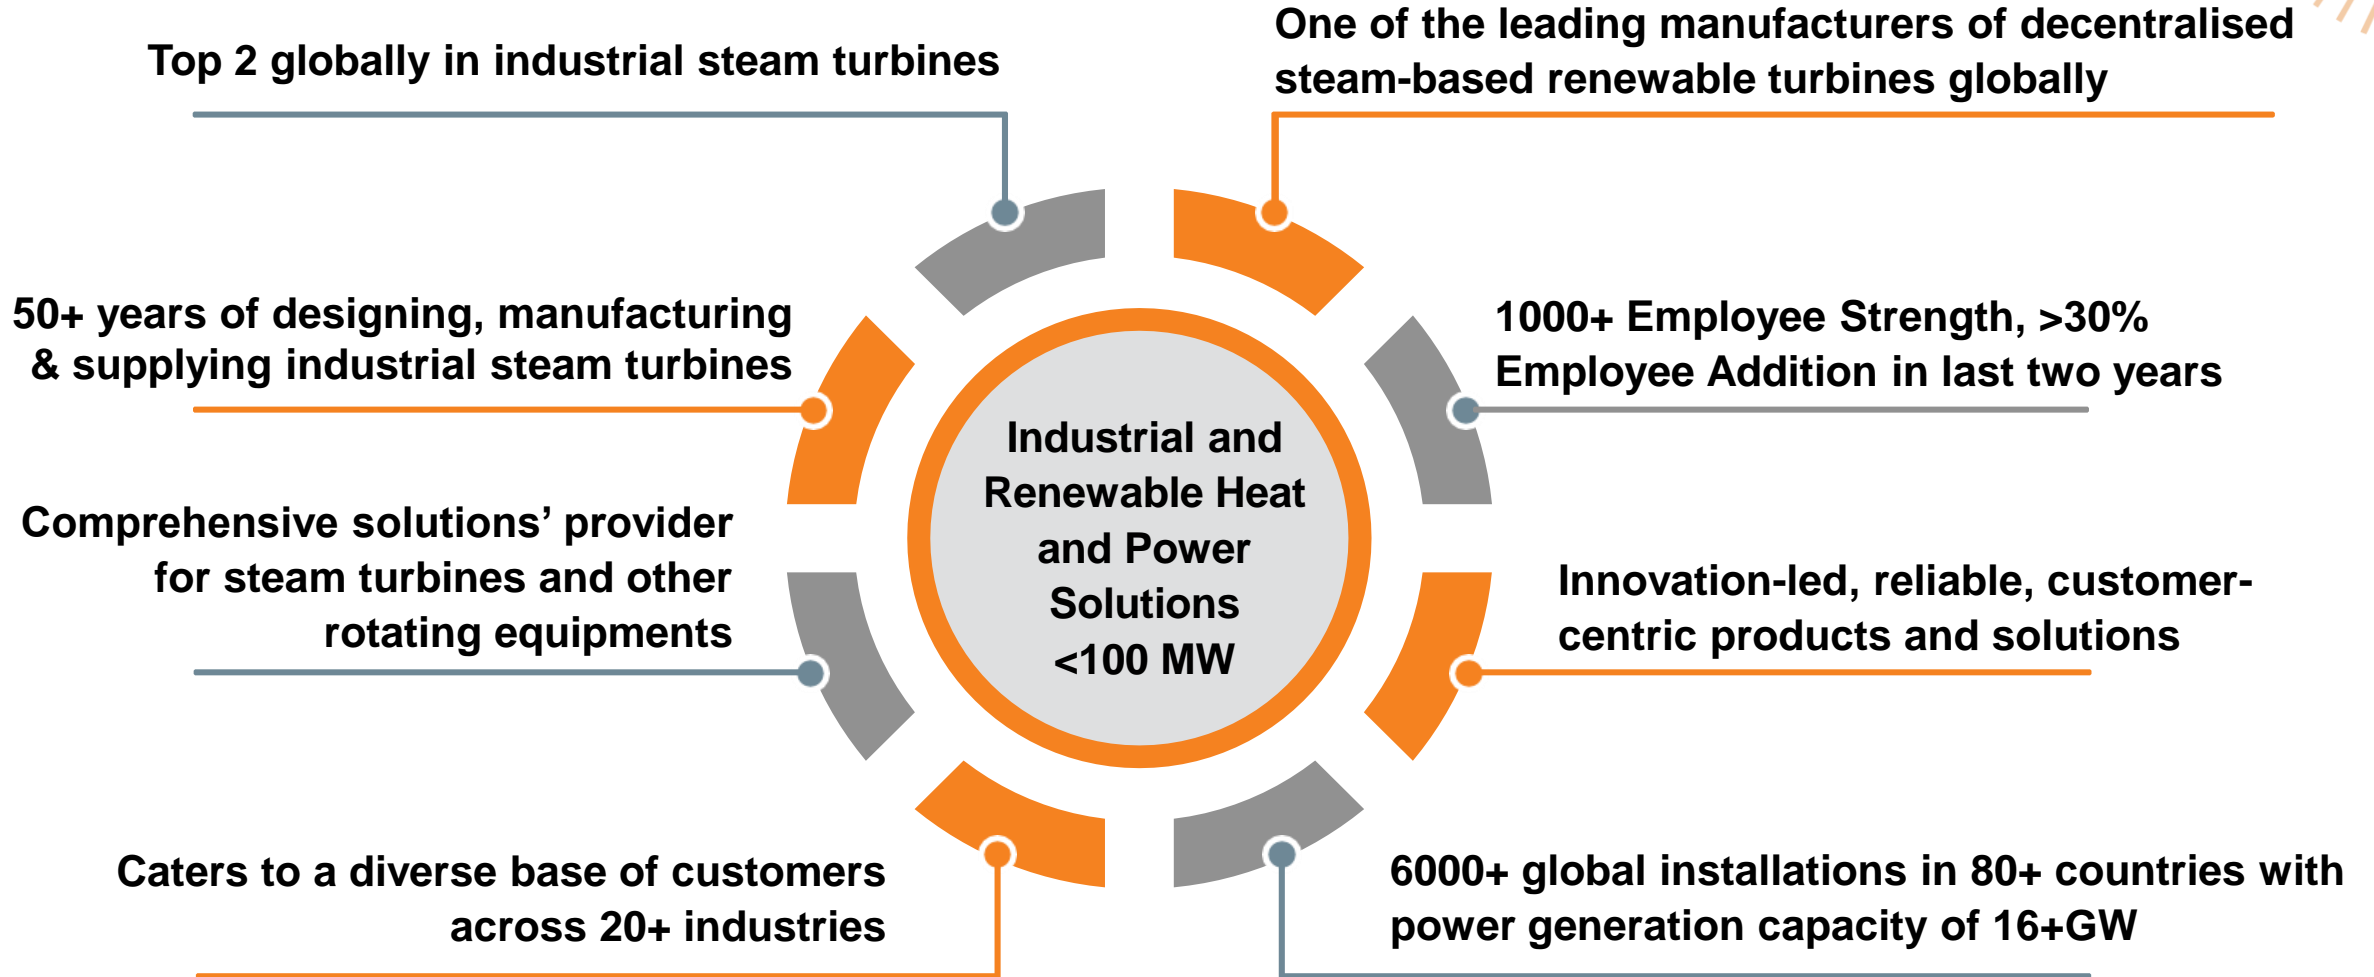 Top 2 globally in industrial steam turbines
One of the leading manufacturers of decentralised
steam-based renewable turbines globally
50+ years of designing, manufacturing
& supplying industrial steam turbines
1000+ Employee Strength, >30%
Employee Addition in last two years
Industrial and
Renewable Heat
and Power
Solutions
<100 MW
Comprehensive solutions’ provider
for steam turbines and other
rotating equipments
Innovation-led, reliable, customer-
centric products and solutions
Caters to a diverse base of customers
across 20+ industries
6000+ global installations in 80+ countries with
power generation capacity of 16+GW